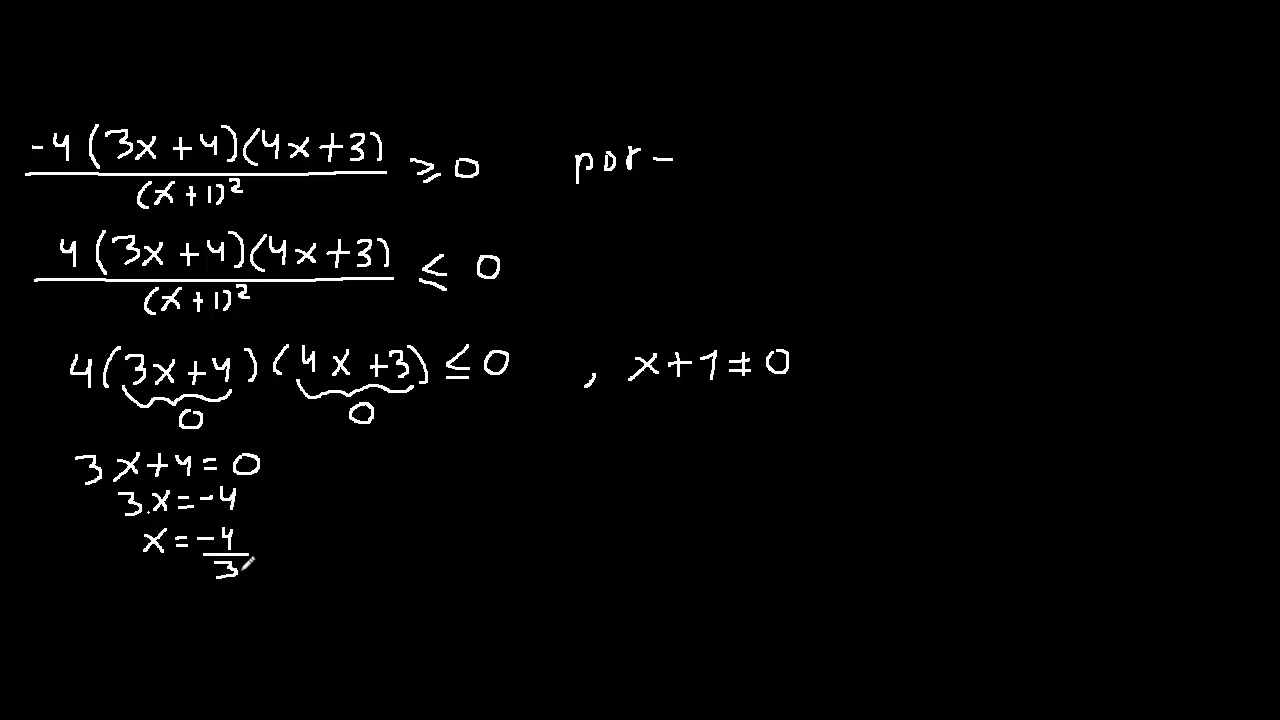 -4(3x+4)(4x+3)/(x+1)² ≥ 0 por -
4(3x+4)(4x+3)/(x+1)² ≤ 0
4(3x+4)(4x+3) ≤ 0 , x+1≠0
0 0
3x+4=0
3.x=-4
x=-4/3